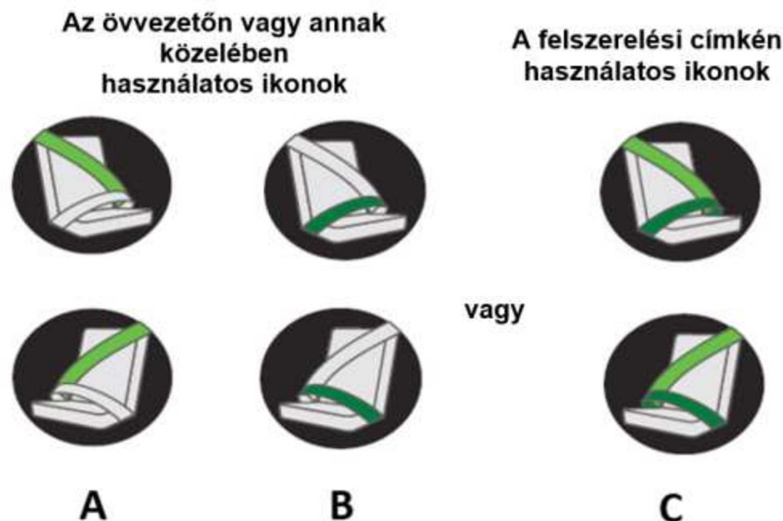 Az övvezetőn vagy annak
közelében
használatos ikonok
A felszerelési címkén
használatos ikonok
vagy
A
B
C